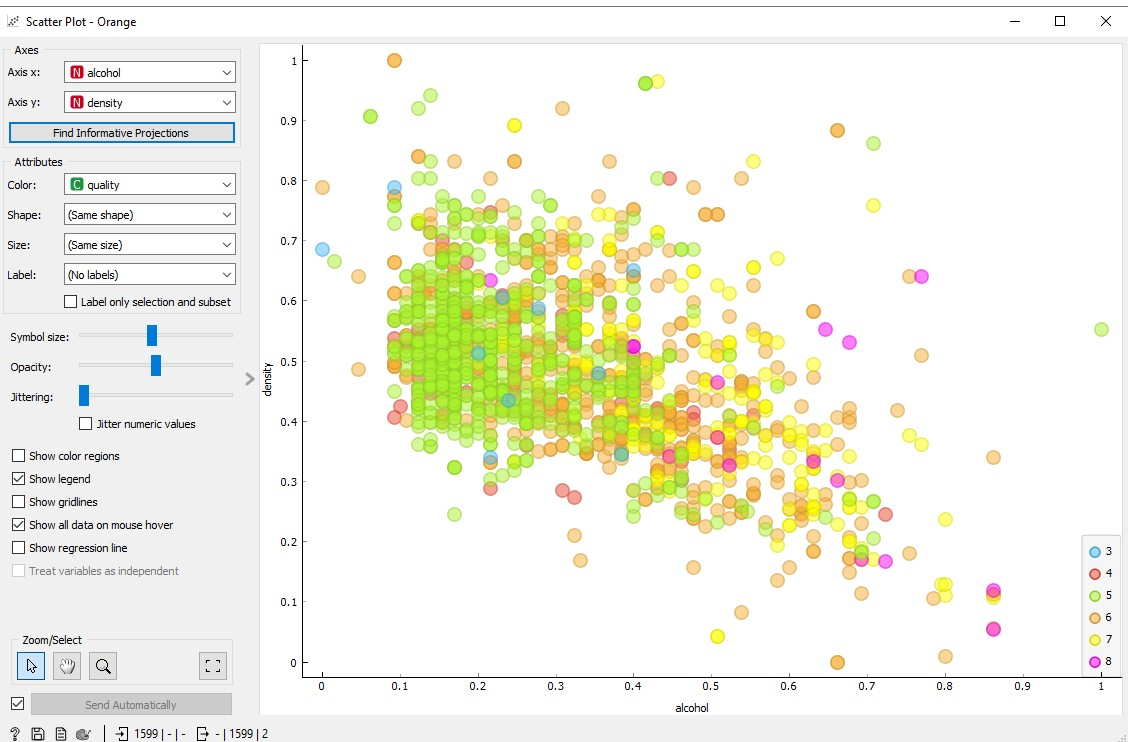 Scatter Plot - Orange
Axes
Axis x: N alcohol
Axis y: N density
Find Informative Projections
Attributes
Color: C quality
Shape: (Same shape)
Size: (Same size)
Label: (No labels)
Label only selection and subset
Symbol size:
Opacity:
Jittering:
Jitter numeric values
Show color regions
Show legend
Show gridlines
Show all data on mouse hover
Show regression line
Treat variables as independent
Zoom/Select
Send Automatically
? 1599 | - | - - | 1599 | 2
density
1
0.9
0.8
0.7
0.6
0.5
0.4
0.3
0.2
0.1
0
0 0.1 0.2 0.3 0.4 0.5 0.6 0.7 0.8 0.9 1
alcohol
3
4
5
6
7
8